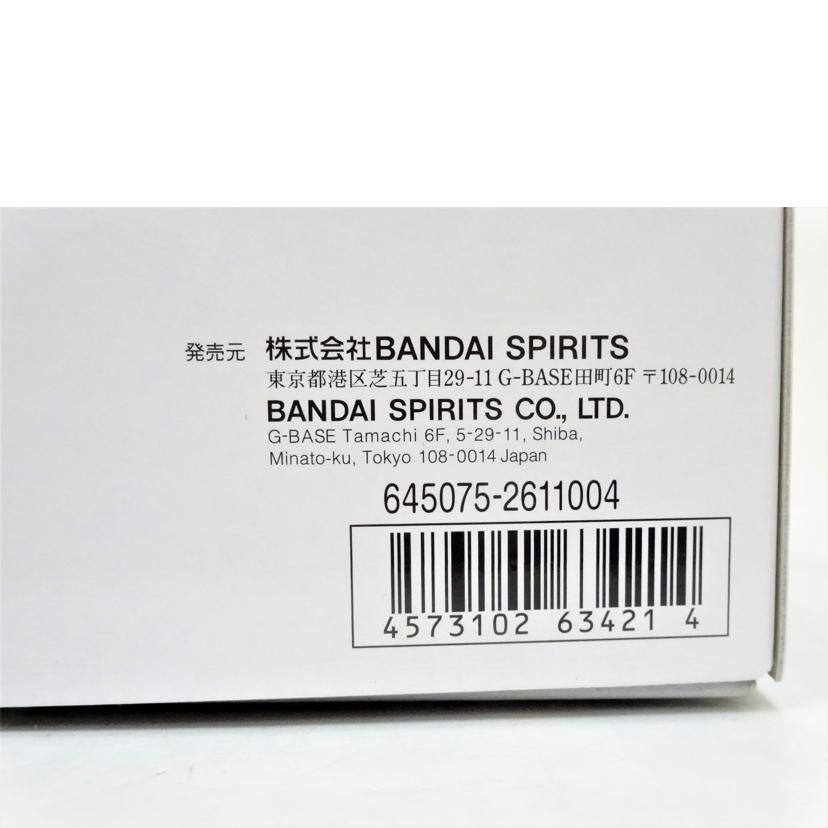 発売元 株式会社BANDAI SPIRITS
東京都港区芝五丁目29-11 G-BASE田町6F 〒108-0014
BANDAI SPIRITS CO., LTD.
G-BASE Tamachi 6F, 5-29-11, Shiba,
Minato-ku, Tokyo 108-0014 Japan
645075-2611004
4573102 63421 4